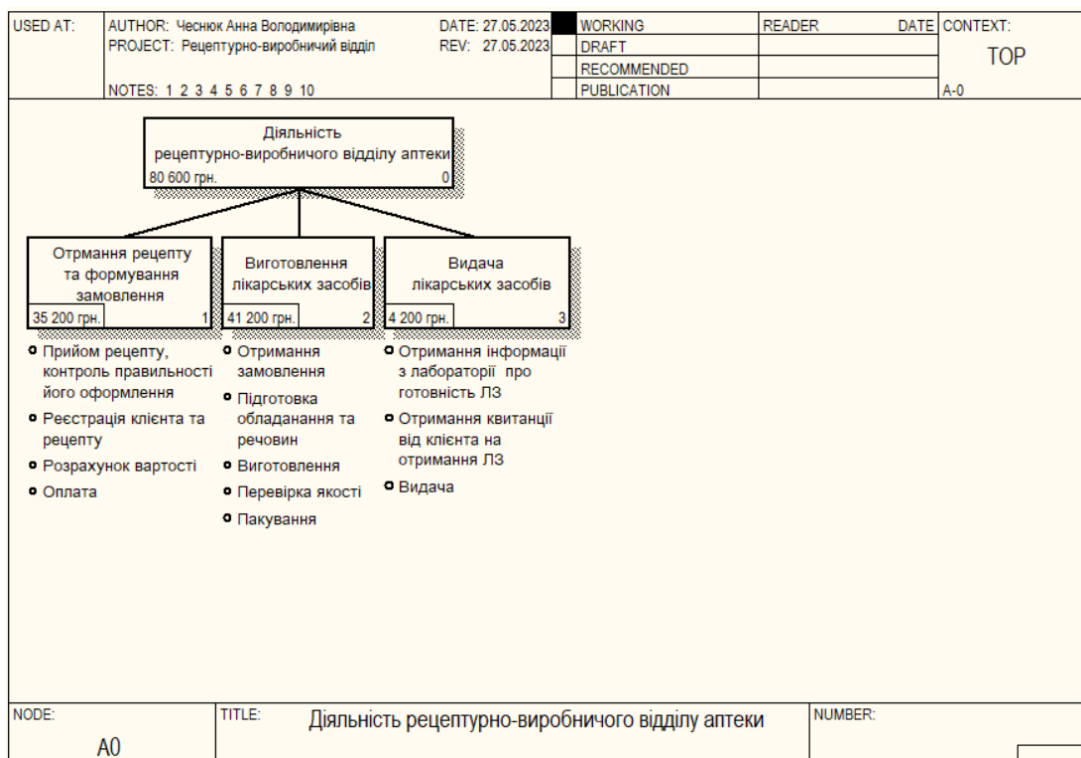 USED AT:
AUTHOR: Чеснюк Анна Володимирівна
DATE: 27.05.2023
PROJECT: Рецептурно-виробничий відділ
REV: 27.05.2023
NOTES: 1 2 3 4 5 6 7 8 9 10
WORKING
DRAFT
RECOMMENDED
PUBLICATION
READER DATE
CONTEXT:
TOP
A-0
Діяльність
рецептурно-виробничого відділу аптеки
80 600 грн. 0
Отрмання рецепту
та формування
замовлення
35 200 грн. 1
Виготовлення
лікарських засобів
41 200 грн. 2
Видача
лікарських засобів
4 200 грн. 3
Прийом рецепту,
контроль правильності
його оформлення
Реєстрація клієнта та
рецепту
Розрахунок вартості
Оплата
Отримання
замовлення
Підготовка
обладанання та
речовин
Виготовлення
Перевірка якості
Пакування
Отримання інформації
з лабораторії про
готовність ЛЗ
Отримання квитанції
від клієнта на
отримання ЛЗ
Видача
NODE:
A0
TITLE:
Діяльність рецептурно-виробничого відділу аптеки
NUMBER: